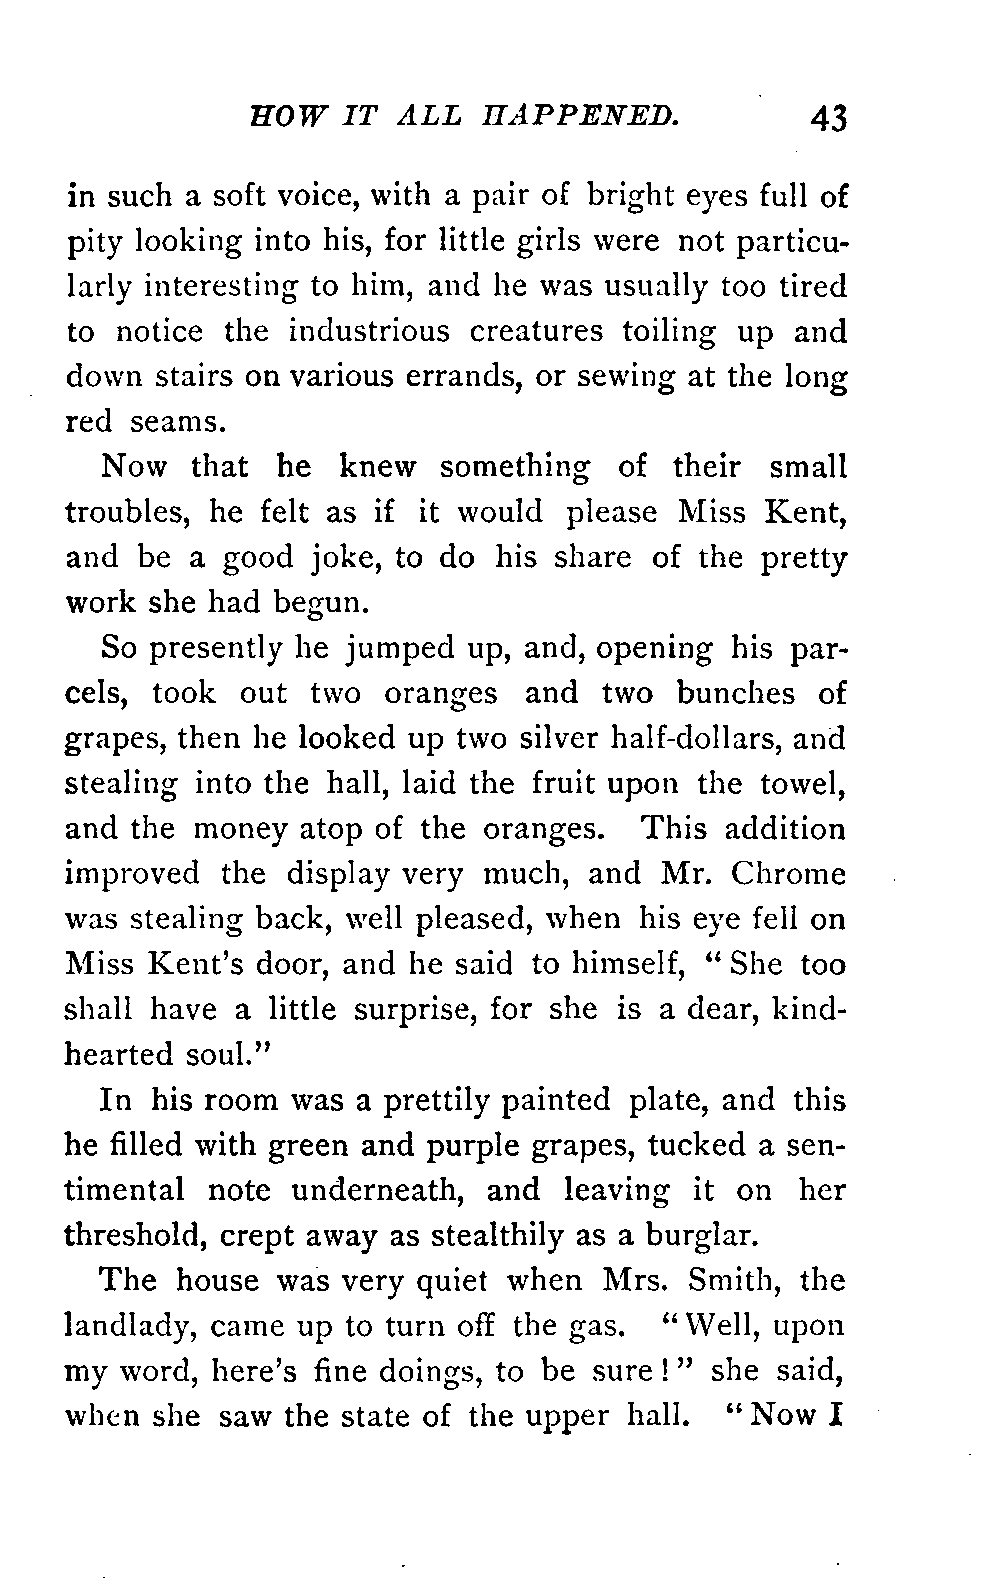 HOW IT ALL HAPPENED. 43
in such a soft voice, with a pair of bright eyes full of
pity looking into his, for little girls were not particu-
larly interesting to him, and he was usually too tired
to notice the industrious creatures toiling up and
down stairs on various errands, or sewing at the long
red seams.
Now that he knew something of their small
troubles, he felt as if it would please Miss Kent,
and be a good joke, to do his share of the pretty
work she had begun.
So presently he jumped up, and, opening his par-
cels, took out two oranges and two bunches of
grapes, then he looked up two silver half-dollars, and
stealing into the hall, laid the fruit upon the towel,
and the money atop of the oranges. This addition
improved the display very much, and Mr. Chrome
was stealing back, well pleased, when his eye fell on
Miss Kent's door, and he said to himself, "She too
shall have a little surprise, for she is a dear, kind-
hearted soul."
In his room was a prettily painted plate, and this
he filled with green and purple grapes, tucked a sen-
timental note underneath, and leaving it on her
threshold, crept away as stealthily as a burglar.
The house was very quiet when Mrs. Smith, the
landlady, came up to turn off the gas. "Well, upon
my word, here's fine doings, to be sure!" she said,
when she saw the state of the upper hall. "Now I